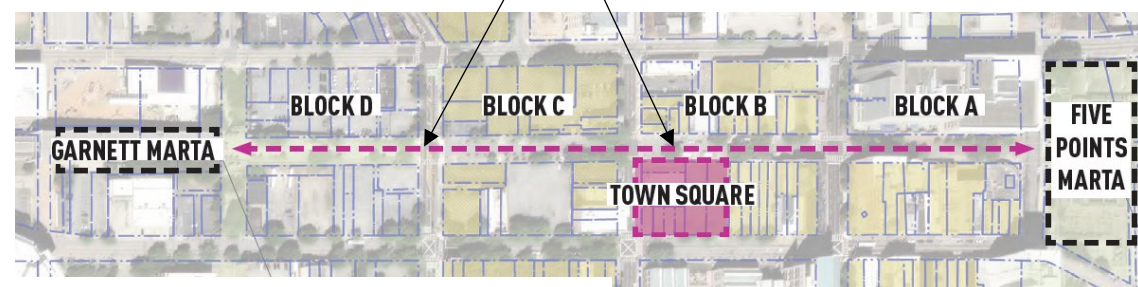 BLOCK D
BLOCK C
BLOCK B
BLOCK A
FIVE
POINTS
MARTA
GARNETT MARTA
TOWN SQUARE